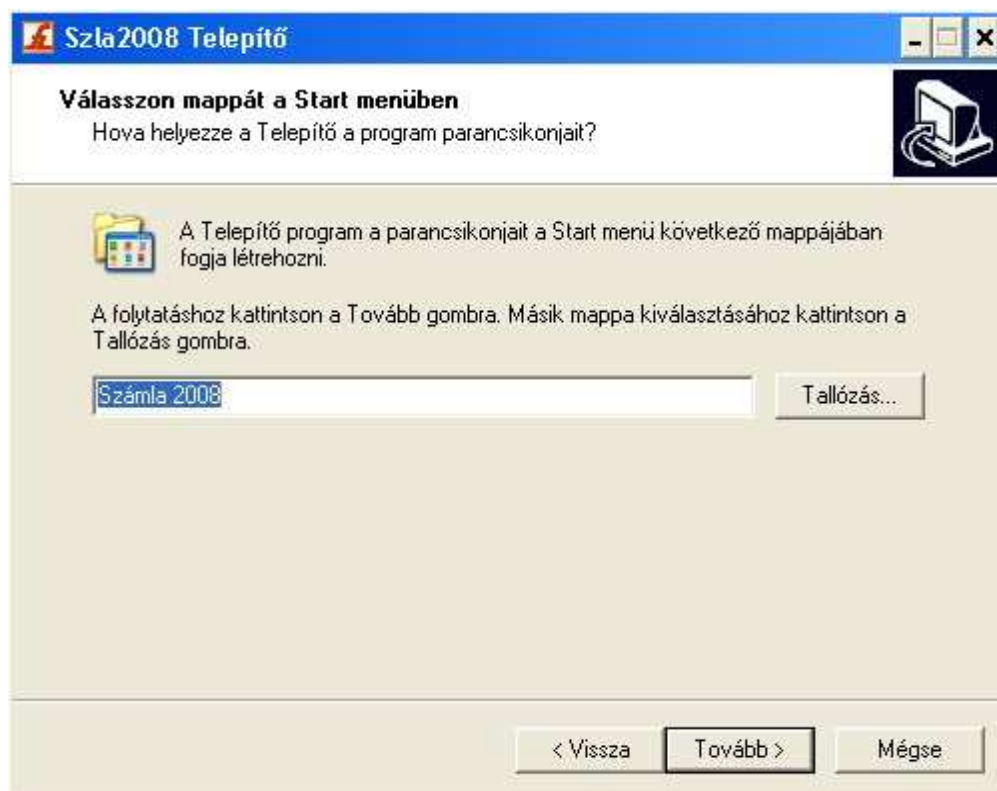 Szla2008 Telepítő
Válasszon mappát a Start menüben
Hova helyezze a Telepítő a program parancsikonjait?
A Telepítő program a parancsikonjait a Start menü következő mappájában
fogja létrehozni.
A folytatáshoz kattintson a Tovább gombra. Másik mappa kiválasztásához kattintson a
Tallózás gombra.
Számla 2008
Tallózás...
< Vissza
Tovább >
Mégse